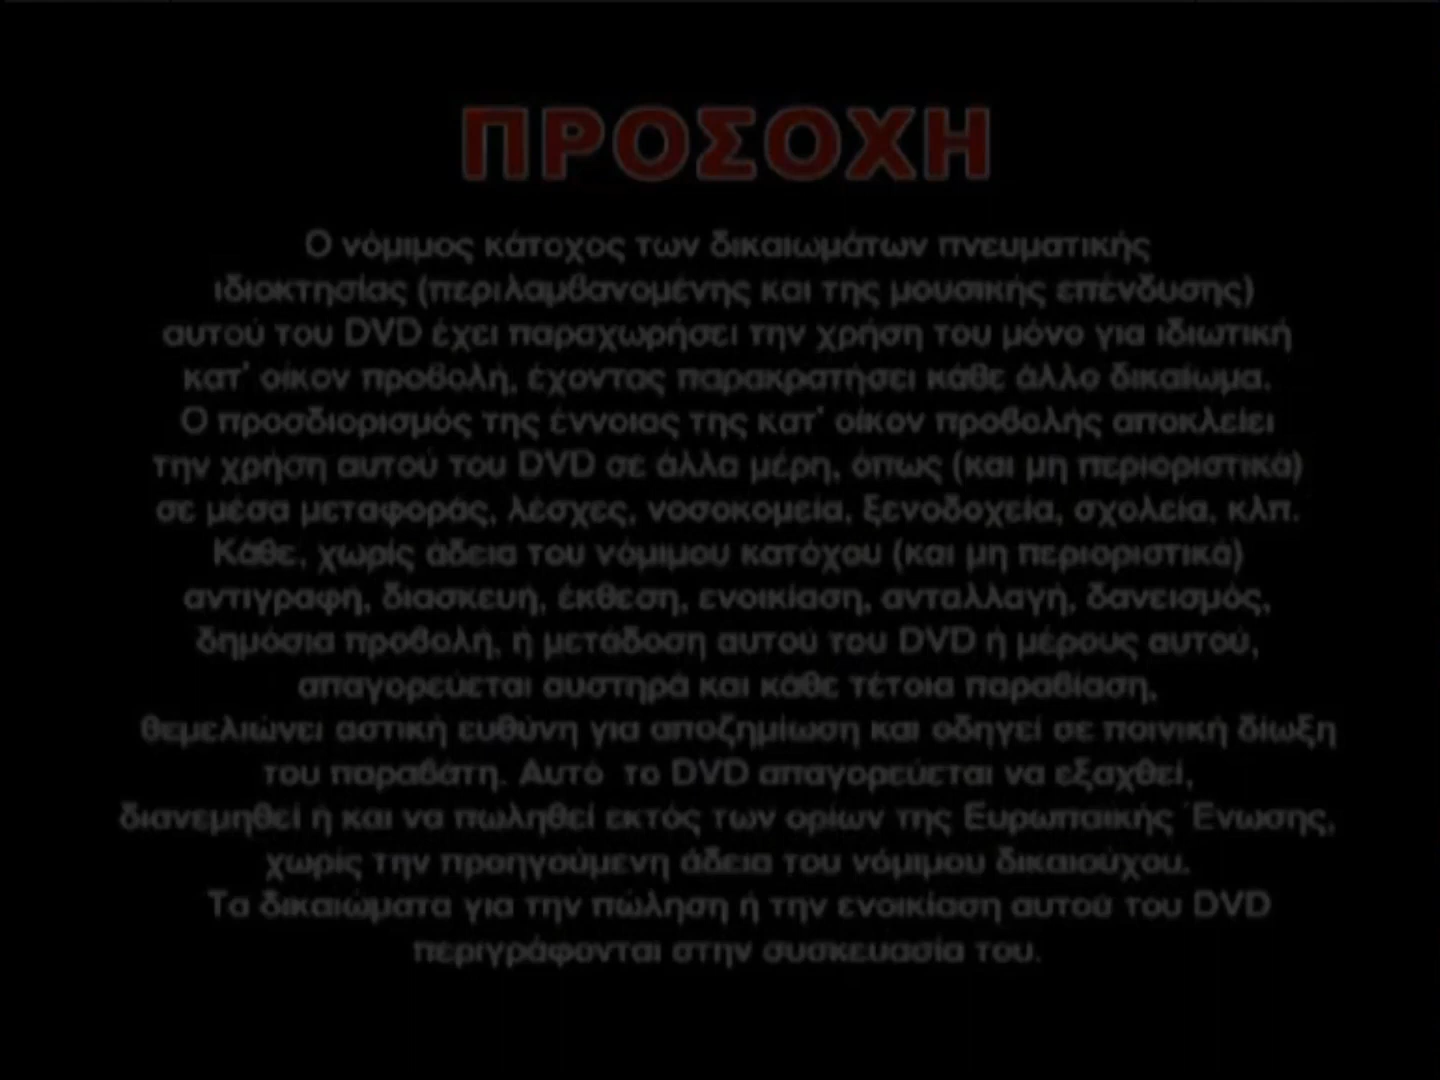 ΠΡΟΣΟΧΗ
Ο νόμιμος κάτοχος των δικαιωμάτων πνευματικής
ιδιοκτησίας (περιλαμβανομένης και της μουσικής επένδυσης)
αυτού του DVD έχει παραχωρήσει την χρήση του μόνο για ιδιωτική
κατ' οίκον προβολή, έχοντας παρακρατήσει κάθε άλλο δικαίωμα.
Ο προσδιορισμός της έννοιας της κατ' οίκον προβολής αποκλείει
την χρήση αυτού του DVD σε άλλα μέρη, όπως (και μη περιοριστικά)
σε μέσα μεταφοράς, λέσχες, νοσοκομεία, ξενοδοχεία, σχολεία, κλπ.
Κάθε, χωρίς άδεια του νόμιμου κατόχου (και μη περιοριστικά)
αντιγραφή, διασκευή, έκθεση, ενοικίαση, ανταλλαγή, δανεισμός,
δημόσια προβολή, ή μετάδοση αυτού του DVD ή μέρους αυτού,
απαγορεύεται αυστηρά και κάθε τέτοια παραβίαση,
θεμελιώνει αστική ευθύνη για αποζημίωση και οδηγεί σε ποινική δίωξη
του παραβάτη. Αυτό το DVD απαγορεύεται να εξαχθεί,
διανεμηθεί ή και να πωληθεί εκτός των ορίων της Ευρωπαικής Ένωσης,
χωρίς την προηγούμενη άδεια του νόμιμου δικαιούχου.
Τα δικαιώματα για την πώληση ή την ενοικίαση αυτού του DVD
περιγράφονται στην συσκευασία του.